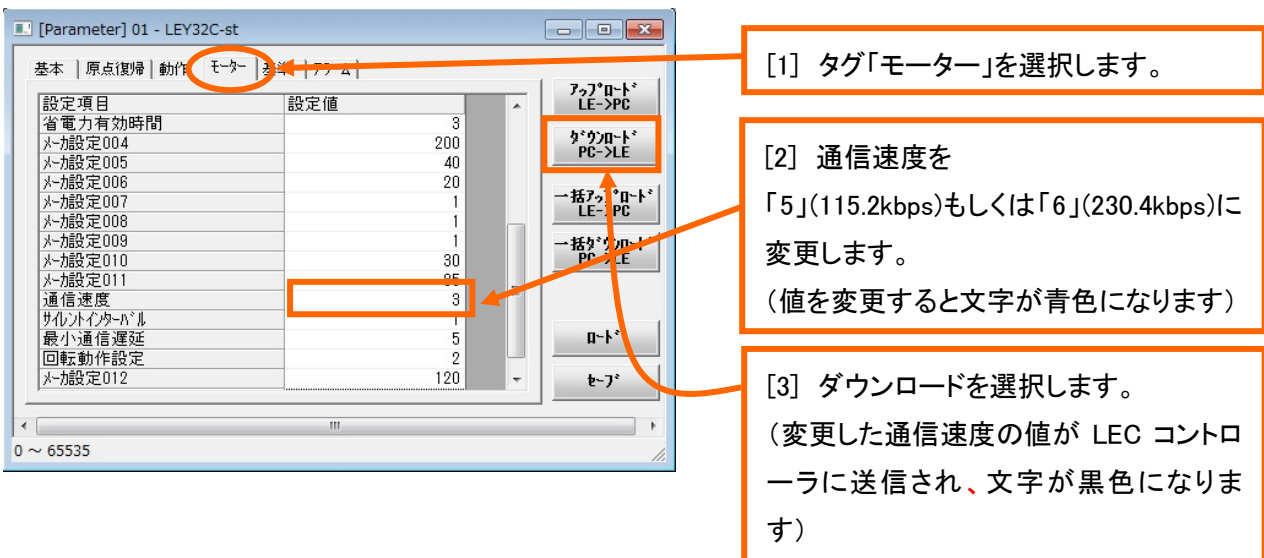 [Parameter] 01 - LEY32C-st
基本 原点復帰 動作 ﾓｰﾀｰ
設定項目 設定値
省電力有効時間 3
ﾒｰｶ設定004 200
ﾒｰｶ設定005 40
ﾒｰｶ設定006 20
ﾒｰｶ設定007 1
ﾒｰｶ設定008 1
ﾒｰｶ設定009 1
ﾒｰｶ設定010 30
ﾒｰｶ設定011
通信速度 3
ｻｲﾚﾝﾄｲﾝﾀｰﾊﾞﾙ 1
最小通信遅延 5
回転動作設定 2
ﾒｰｶ設定012 120
0 ～ 65535
ｱｯﾌﾟﾛｰﾄﾞ
LE->PC
ﾀﾞｳﾝﾛｰﾄﾞ
PC->LE
一括ｱｯﾌﾟﾛｰﾄﾞ
LE->PC
一括ﾀﾞｳﾝﾛｰﾄﾞ
PC->LE
ﾛｰﾄﾞ
ｾｰﾌﾞ
[1] タグ「モーター」を選択します。
[2] 通信速度を
「5」(115.2kbps)もしくは「6」(230.4kbps)に
変更します。
（値を変更すると文字が青色になります）
[3] ダウンロードを選択します。
（変更した通信速度の値が LEC コントロ
ーラに送信され、文字が黒色になりま
す）